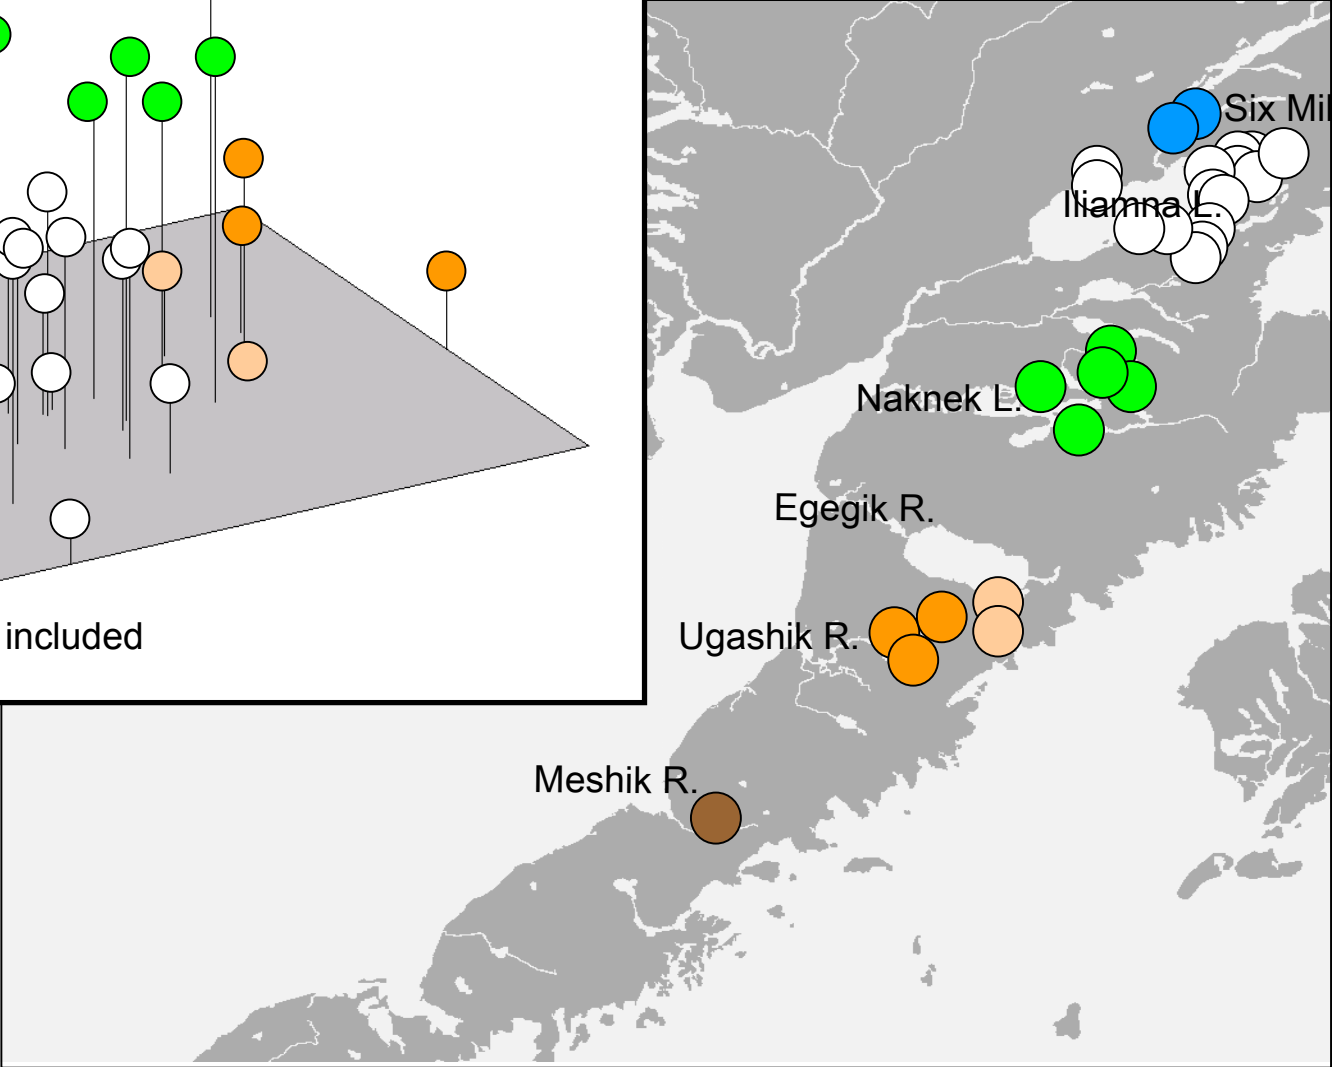 Six Mil
Iliamna L.
Naknek L.
Egegik R.
included
Ugashik R.
Meshik R.